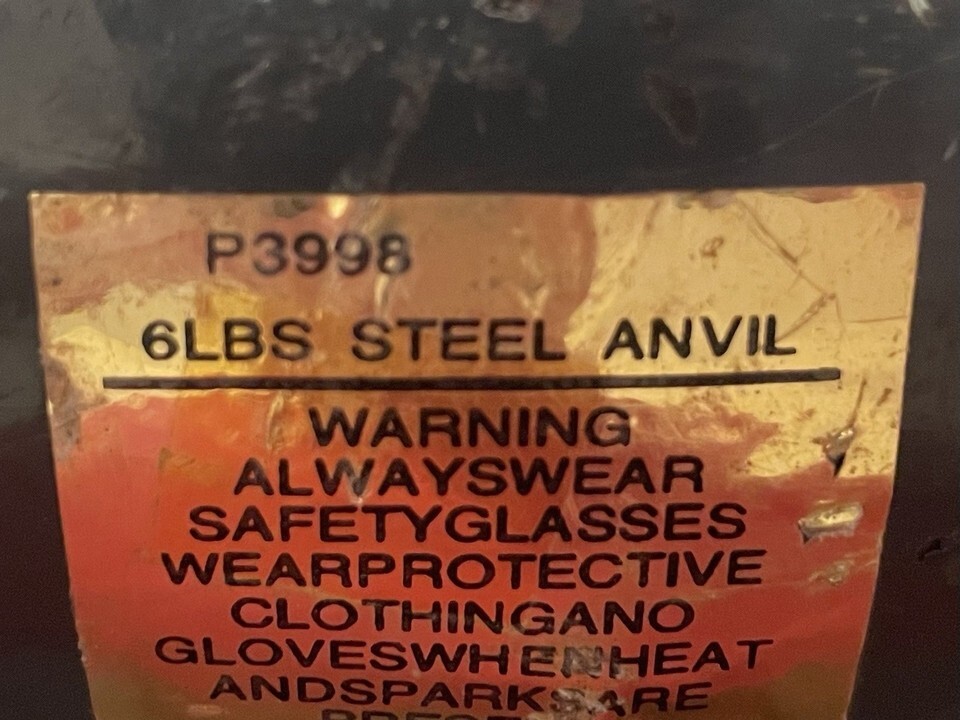 P3998
6LBS STEEL ANVIL
WARNING
ALWAYSWEAR
SAFETYGLASSES
WEARPROTECTIVE
CLOTHINGANO
GLOVESWHENHEAT
ANDSPARKSARE